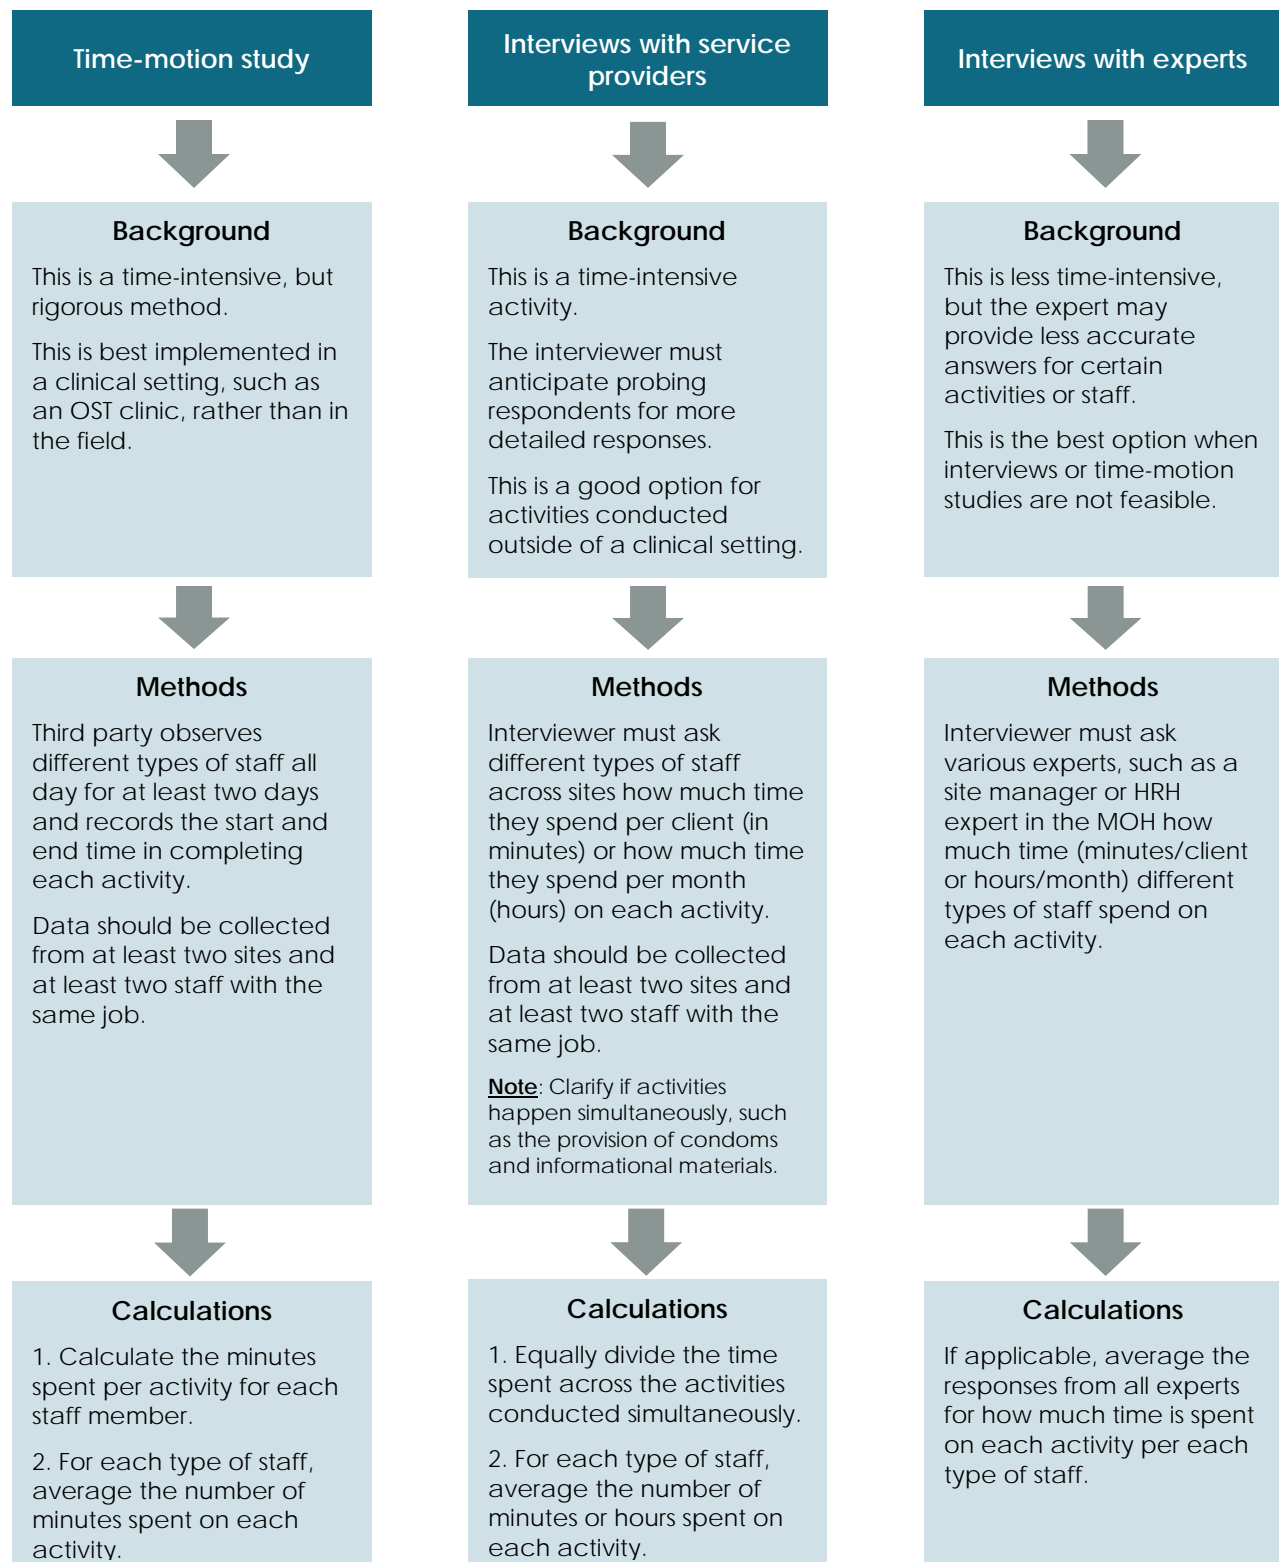 Time-motion study
Background
This is a time-intensive, but
rigorous method.
This is best implemented in
a clinical setting, such as
an OST clinic, rather than in
the field.
Methods
Third party observes
different types of staff all
day for at least two days
and records the start and
end time in completing
each activity.
Data should be collected
from at least two sites and
at least two staff with the
same job.
Calculations
1. Calculate the minutes
spent per activity for each
staff member.
2. For each type of staff,
average the number of
minutes spent on each
activity.
Interviews with service
providers
Background
This is a time-intensive
activity.
The interviewer must
anticipate probing
respondents for more
detailed responses.
This is a good option for
activities conducted
outside of a clinical setting.
Methods
Interviewer must ask
different types of staff
across sites how much time
they spend per client (in
minutes) or how much time
they spend per month
(hours) on each activity.
Data should be collected
from at least two sites and
at least two staff with the
same job.
Note: Clarify if activities
happen simultaneously, such
as the provision of condoms
and informational materials.
Calculations
1. Equally divide the time
spent across the activities
conducted simultaneously.
2. For each type of staff,
average the number of
minutes or hours spent on
each activity.
Interviews with experts
Background
This is less time-intensive,
but the expert may
provide less accurate
answers for certain
activities or staff.
This is the best option when
interviews or time-motion
studies are not feasible.
Methods
Interviewer must ask
various experts, such as a
site manager or HRH
expert in the MOH how
much time (minutes/client
or hours/month) different
types of staff spend on
each activity.
Calculations
If applicable, average the
responses from all experts
for how much time is spent
on each activity per each
type of staff.